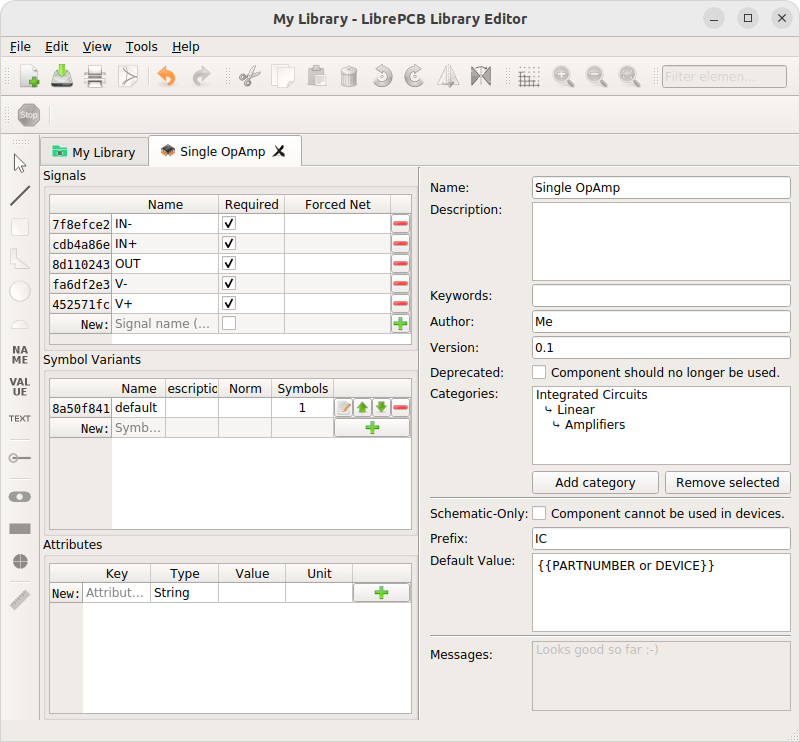 My Library - LibrePCB Library Editor
File Edit View Tools Help
Filter elemen...
Stop
My Library Single OpAmp
Signals
Name Required Forced Net
7f8efce2 IN-
cdb4a86e IN+
8d110243 OUT
fa6df2e3 V-
452571fc V+
New: Signal name (...
Symbol Variants
Name escriptio Norm Symbols
8a50f841 default 1
New: Symb...
Attributes
Key Type Value Unit
New: Attribut... String
NA
ME
VAL
UE
TEXT
Name: Single OpAmp
Description:
Keywords:
Author: Me
Version: 0.1
Deprecated: Component should no longer be used.
Categories: Integrated Circuits
⤷ Linear
⤷ Amplifiers
Add category Remove selected
Schematic-Only: Component cannot be used in devices.
Prefix: IC
Default Value: {{PARTNUMBER or DEVICE}}
Messages: Looks good so far :-)